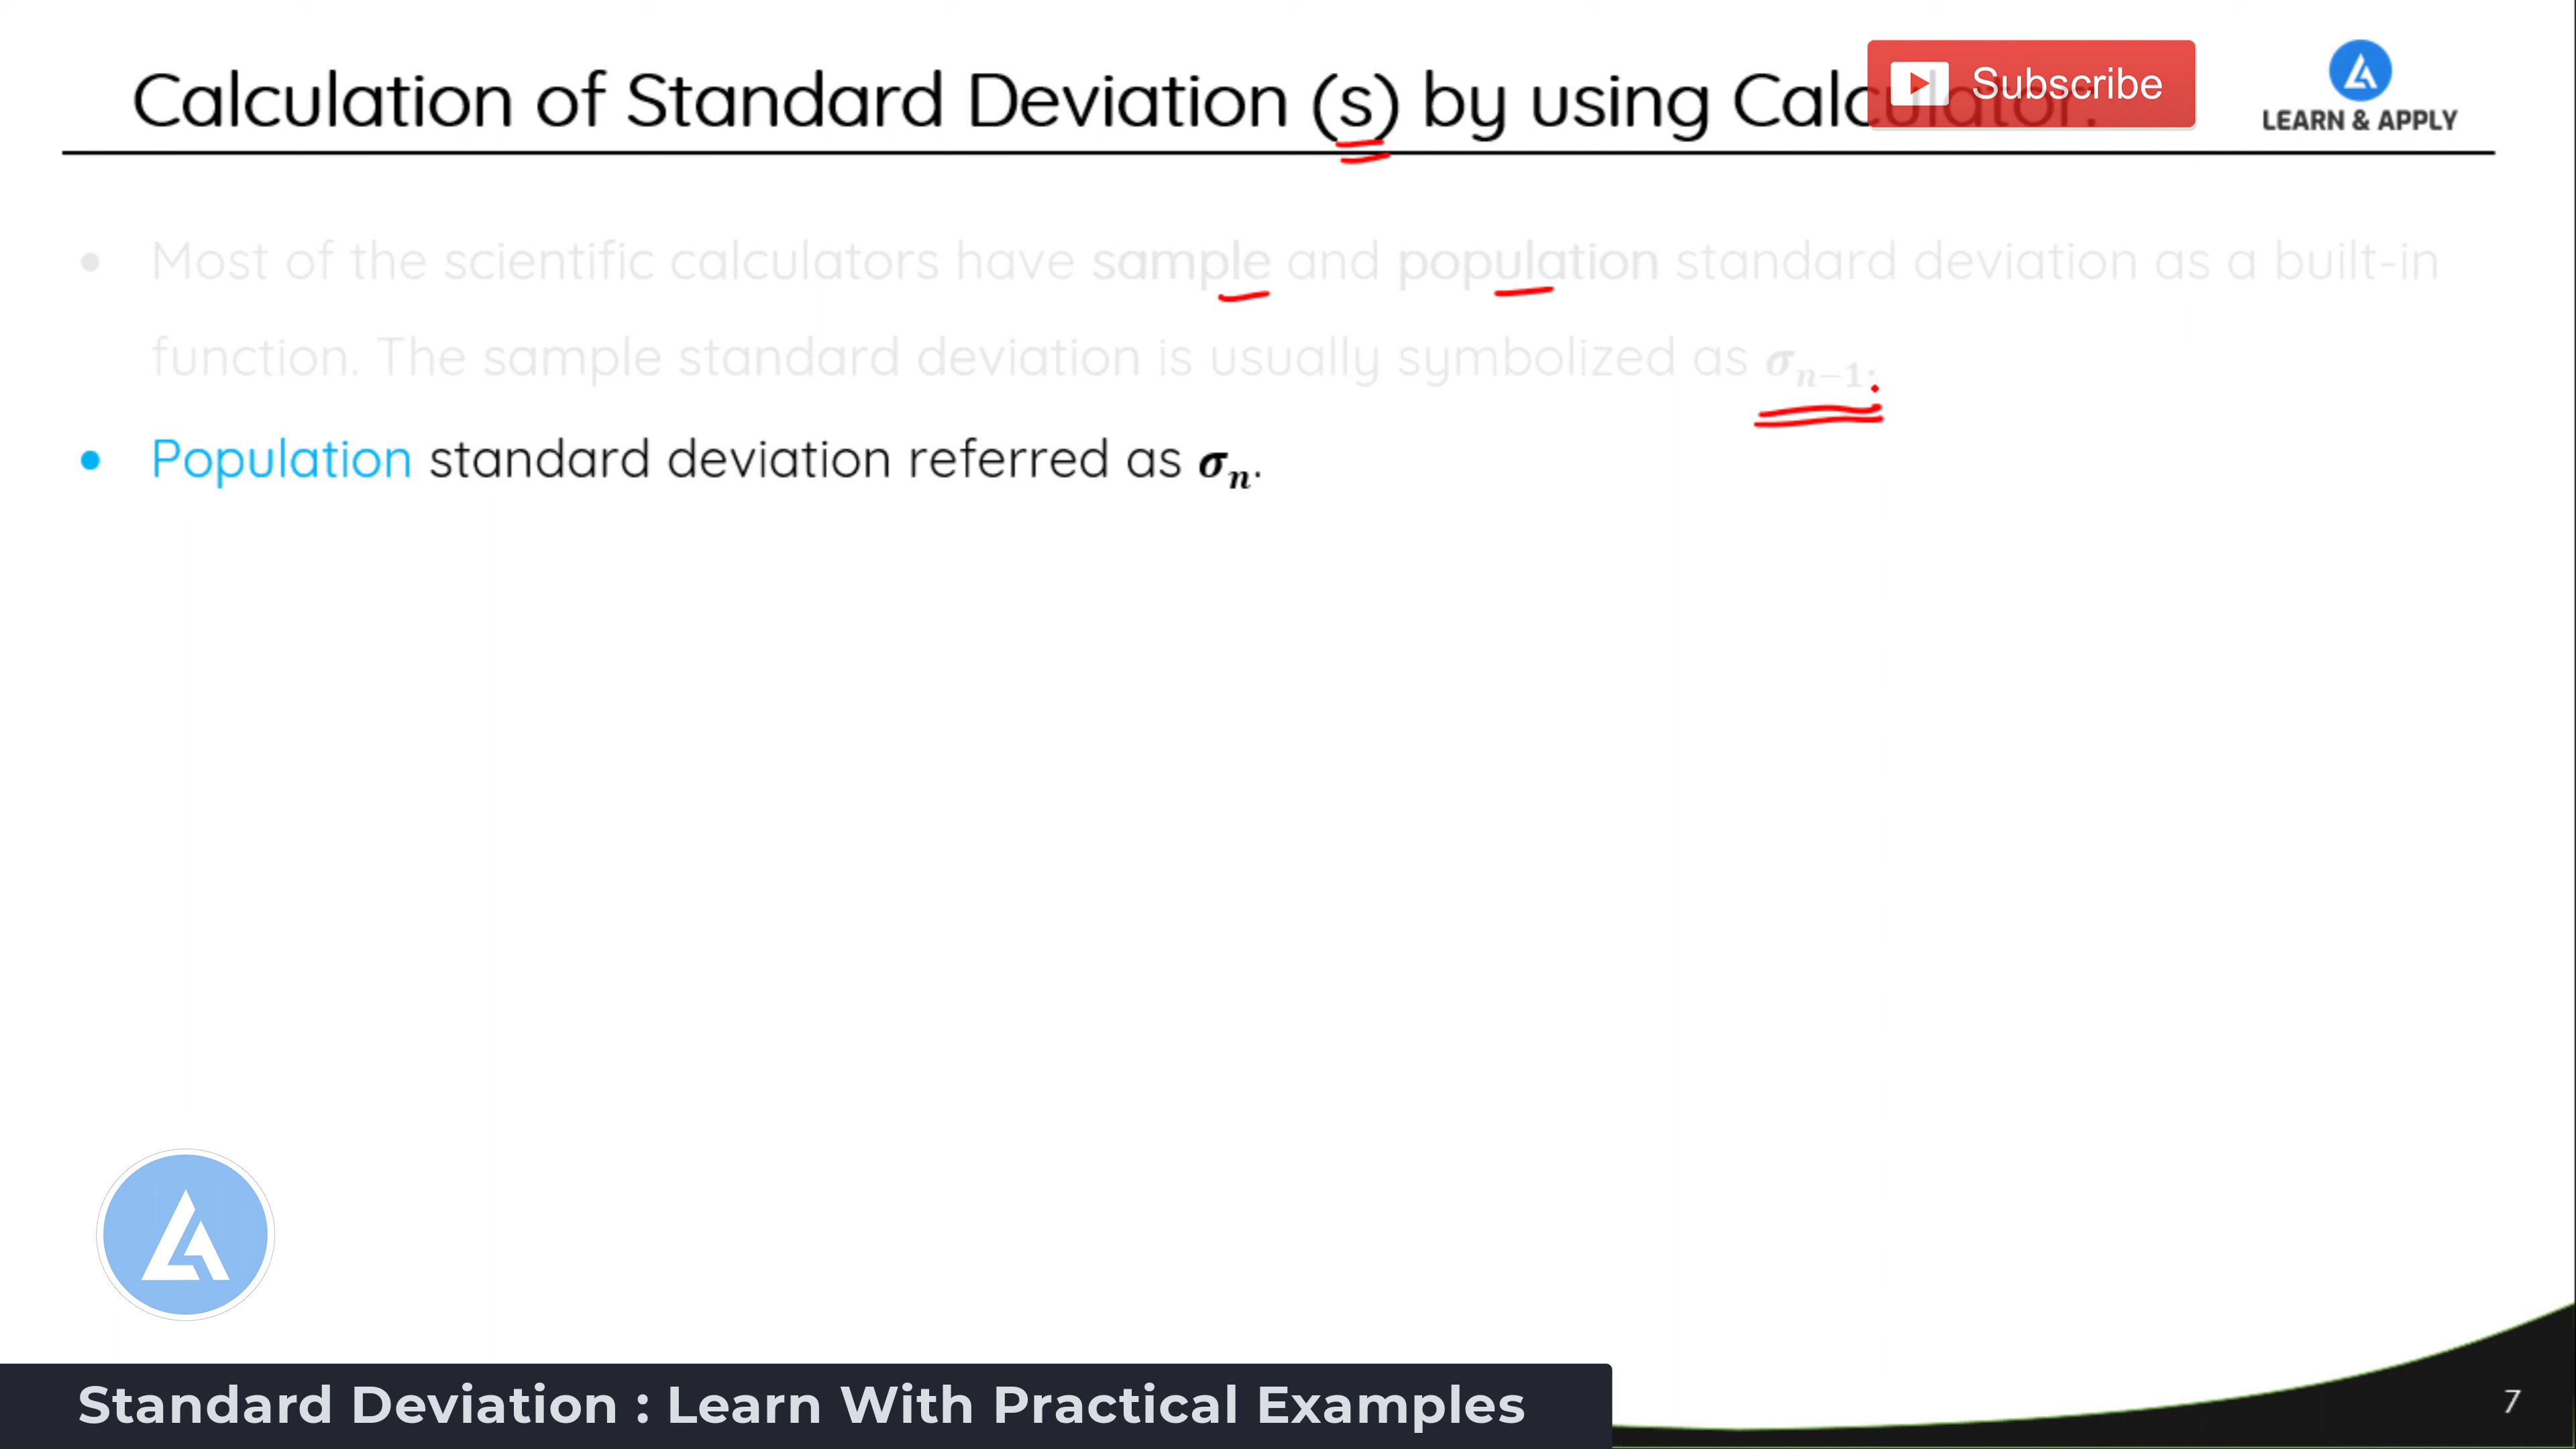 Calculation of Standard Deviation (s) by using Calculator.
Subscribe
LEARN & APPLY
• Most of the scientific calculators have sample and population standard deviation as a built-in
function. The sample standard deviation is usually symbolized as σₙ₋₁.
• Population standard deviation referred as σₙ.
Standard Deviation : Learn With Practical Examples
7